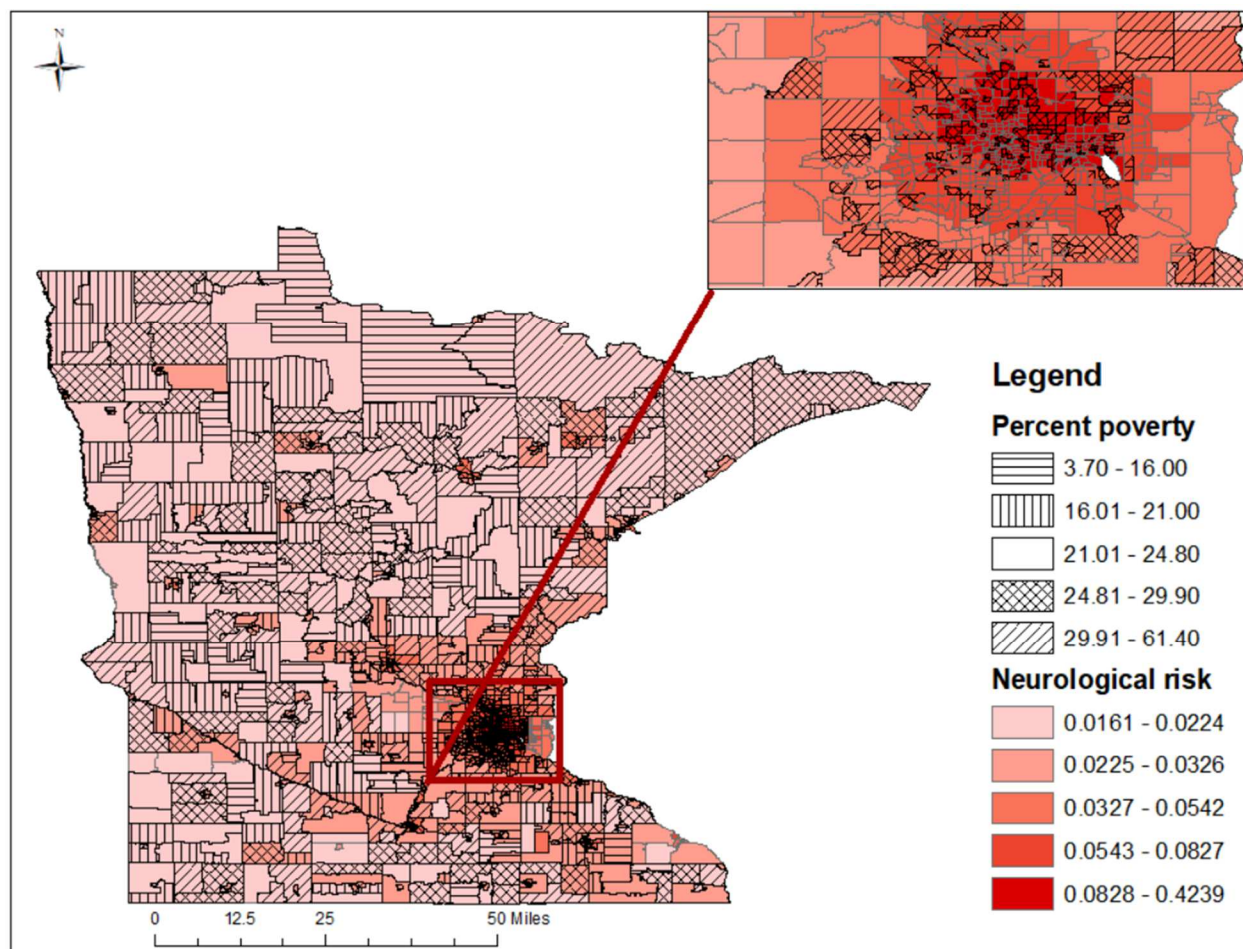 N
Legend
Percent poverty
3.70 - 16.00
16.01 - 21.00
21.01 - 24.80
24.81 - 29.90
29.91 - 61.40
Neurological risk
0.0161 - 0.0224
0.0225 - 0.0326
0.0327 - 0.0542
0.0543 - 0.0827
0.0828 - 0.4239
0 12.5 25 50 Miles